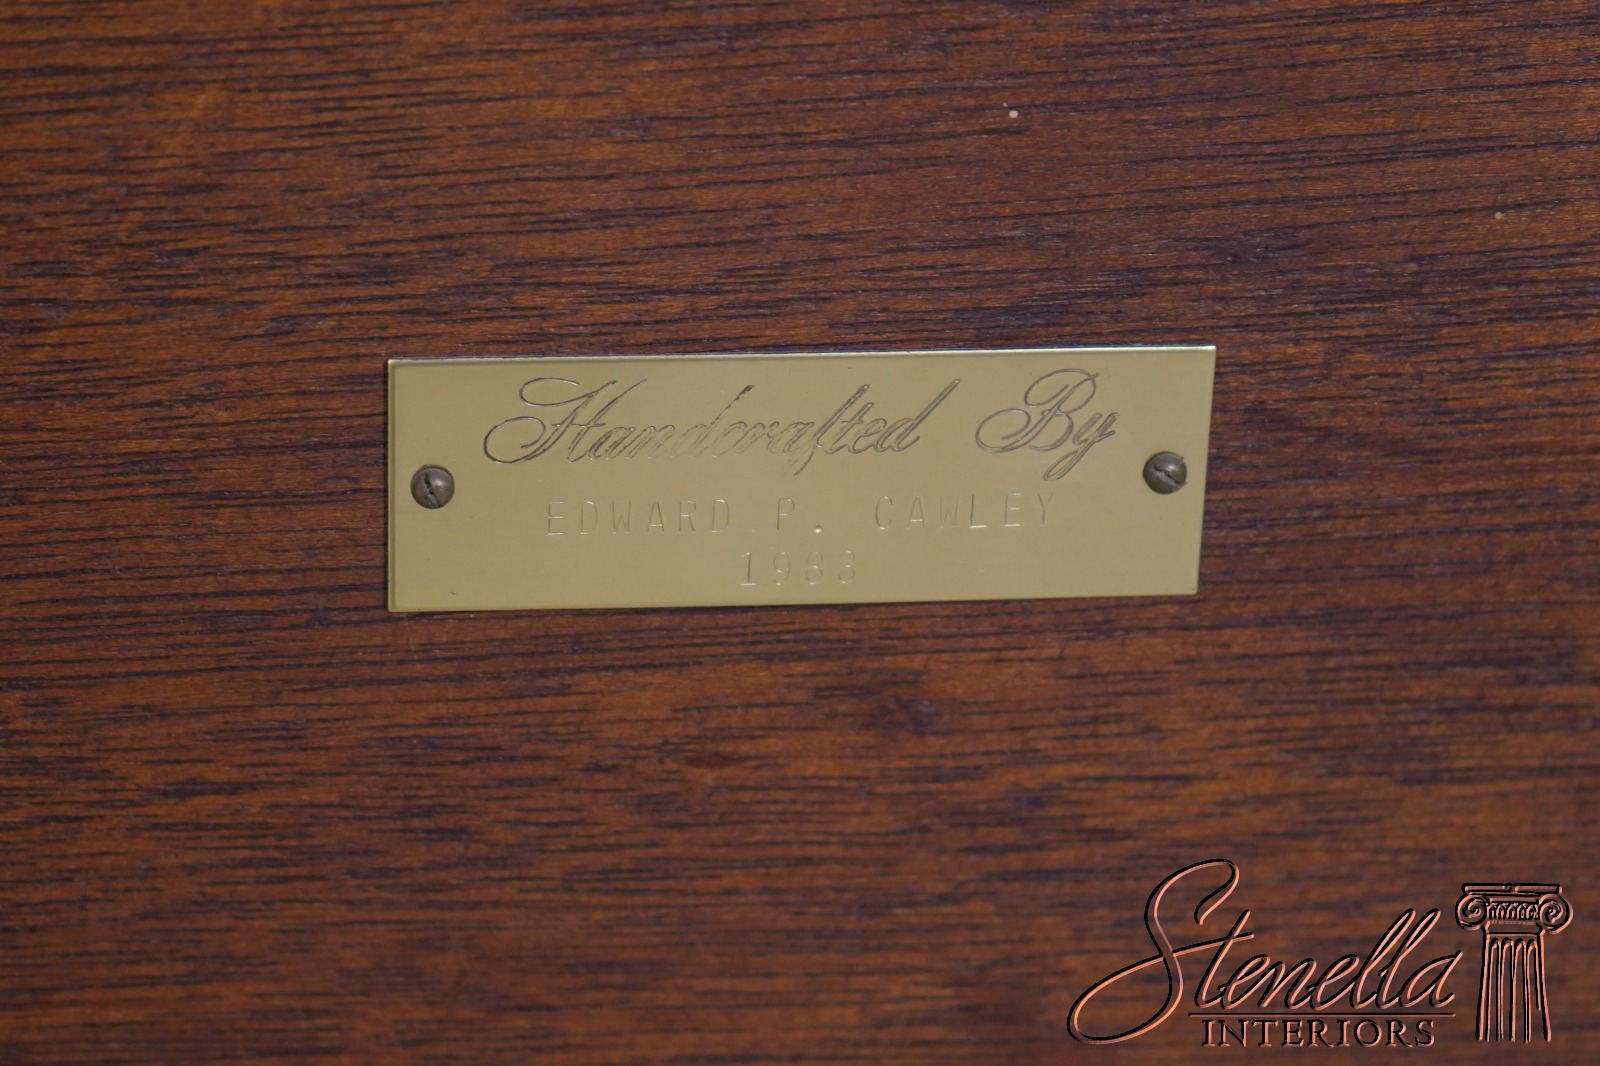 Handcrafted By
EDWARD P. CAWLEY
1983
Stenella
INTERIORS